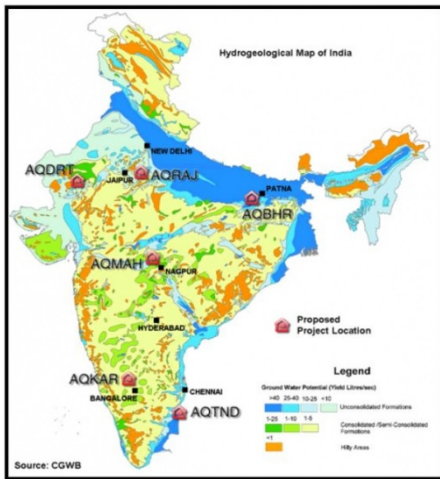 Hydrogeological Map of India
NEW DELHI
AQDRT
JAIPUR
AQRAJ
PATNA
AQBHR
AQMAH
NAGPUR
HYDERABAD
Proposed
Project Location
AQKAR
BANGALORE
CHENNAI
AQTND
Legend
Ground Water Potential (Yield Litres/sec)
>40 25-40 10-25 <10
Unconsolidated Formations
1-25 1-10 1-5
Consolidated /Semi-Consolidated
Formations
<1
Hilly Areas
Source: CGWB